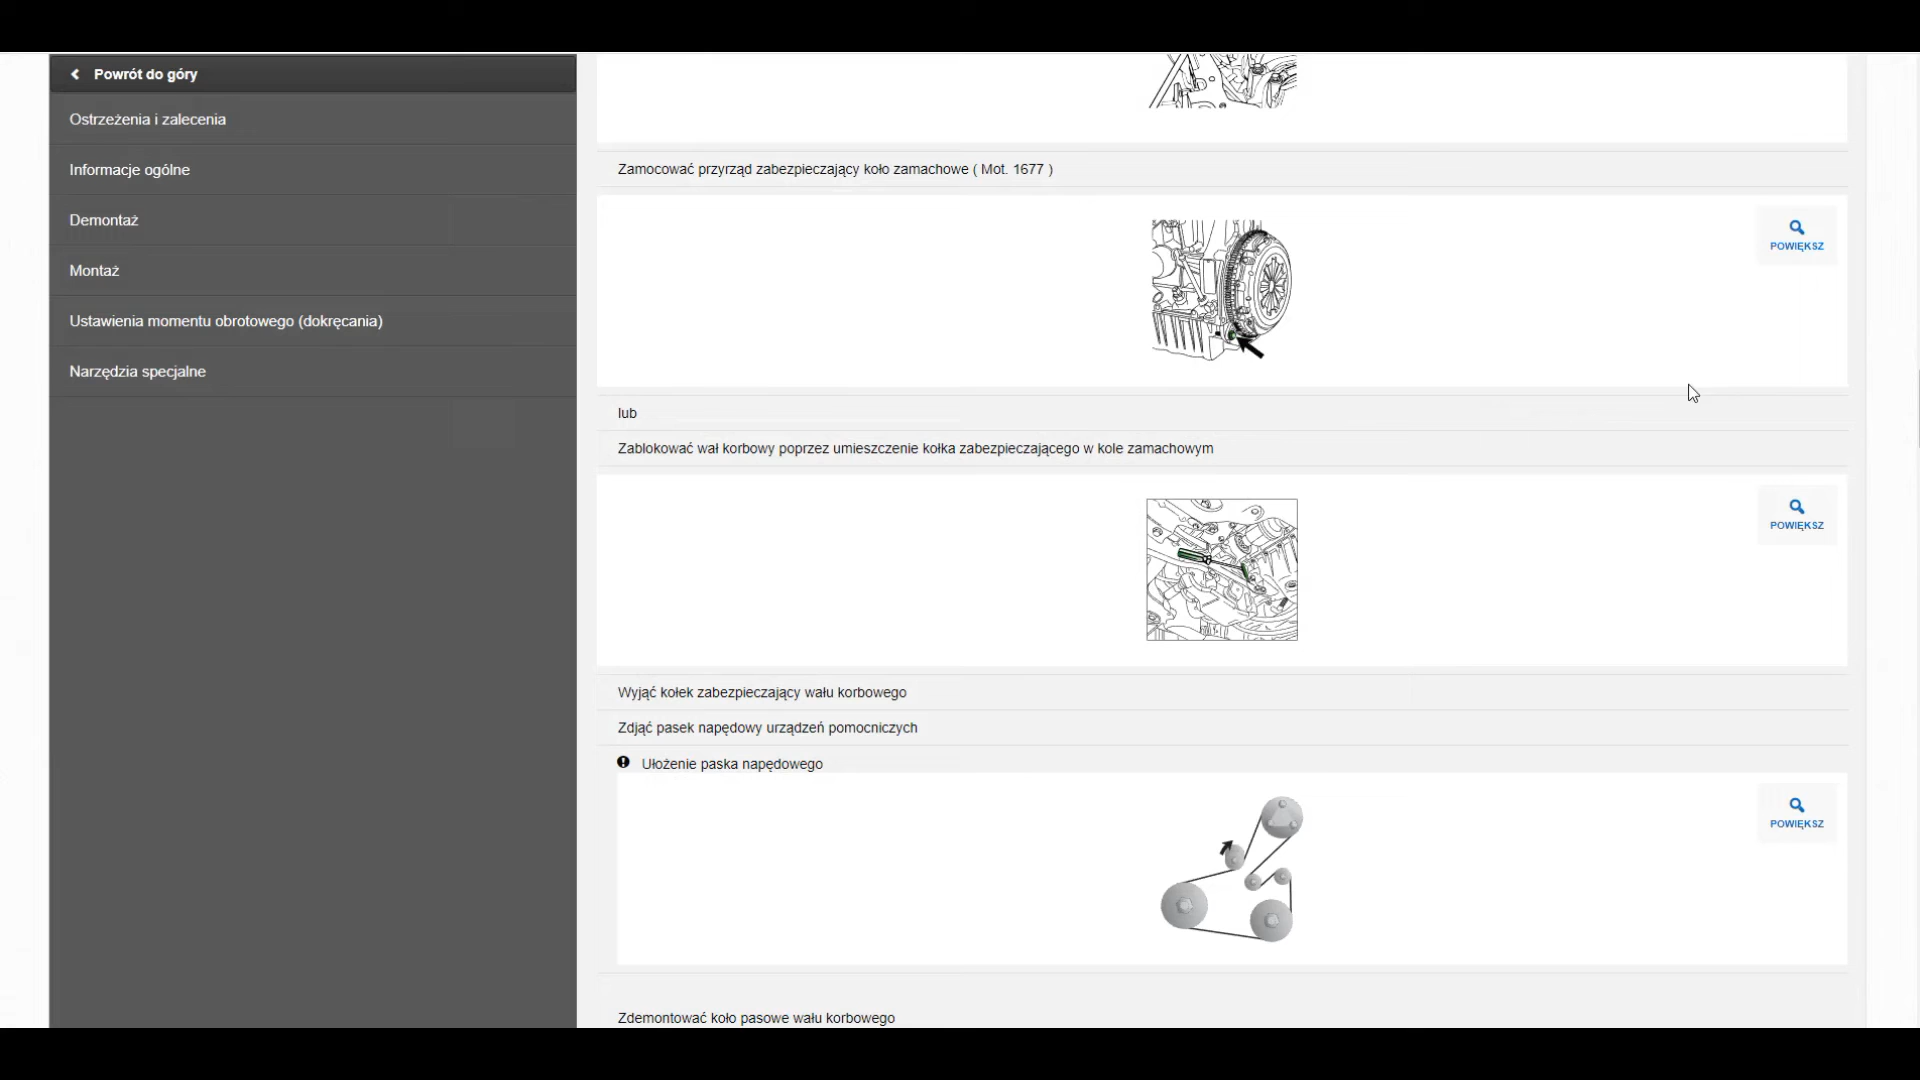 Powrót do góry
Ostrzeżenia i zalecenia
Informacje ogólne
Demontaż
Montaż
Ustawienia momentu obrotowego (dokręcania)
Narzędzia specjalne
Zamocować przyrząd zabezpieczający koło zamachowe ( Mot. 1677 )
POWIĘKSZ
lub
Zablokować wał korbowy poprzez umieszczenie kołka zabezpieczającego w kole zamachowym
POWIĘKSZ
Wyjąć kołek zabezpieczający wału korbowego
Zdjąć pasek napędowy urządzeń pomocniczych
Ułożenie paska napędowego
POWIĘKSZ
Zdemontować koło pasowe wału korbowego